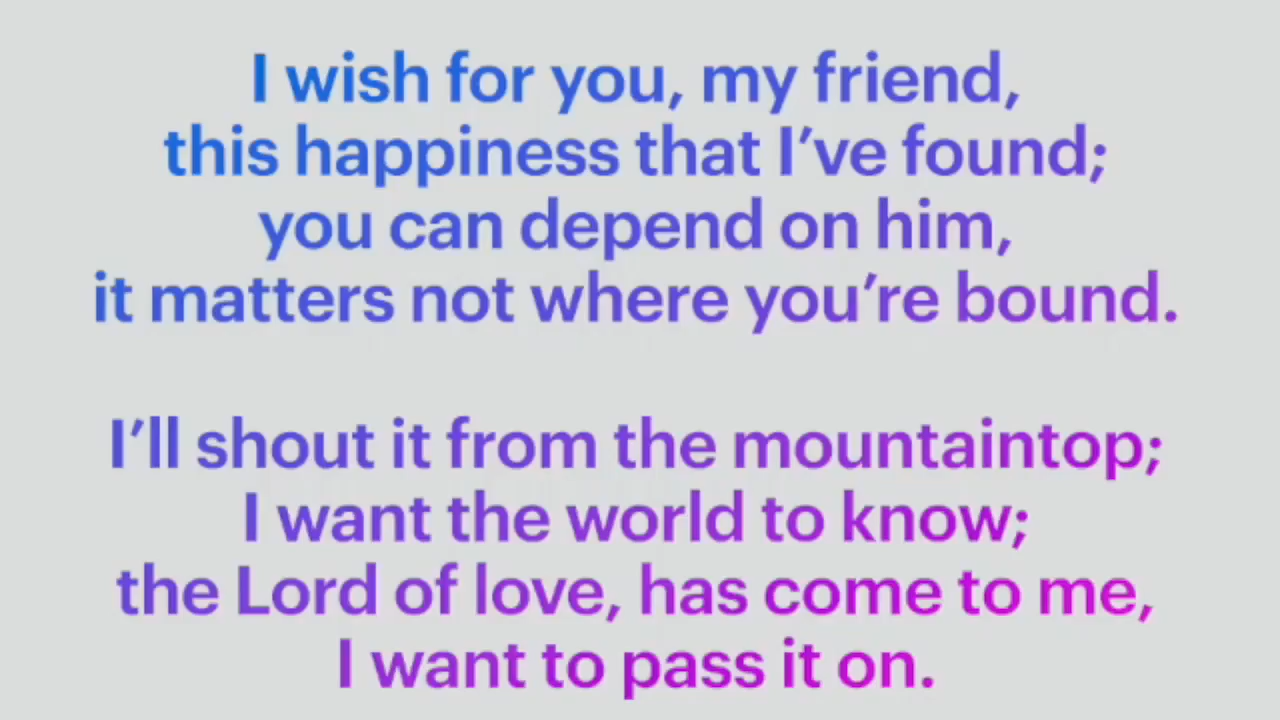 I wish for you, my friend,
this happiness that I’ve found;
you can depend on him,
it matters not where you’re bound.
I’ll shout it from the mountaintop;
I want the world to know;
the Lord of love, has come to me,
I want to pass it on.